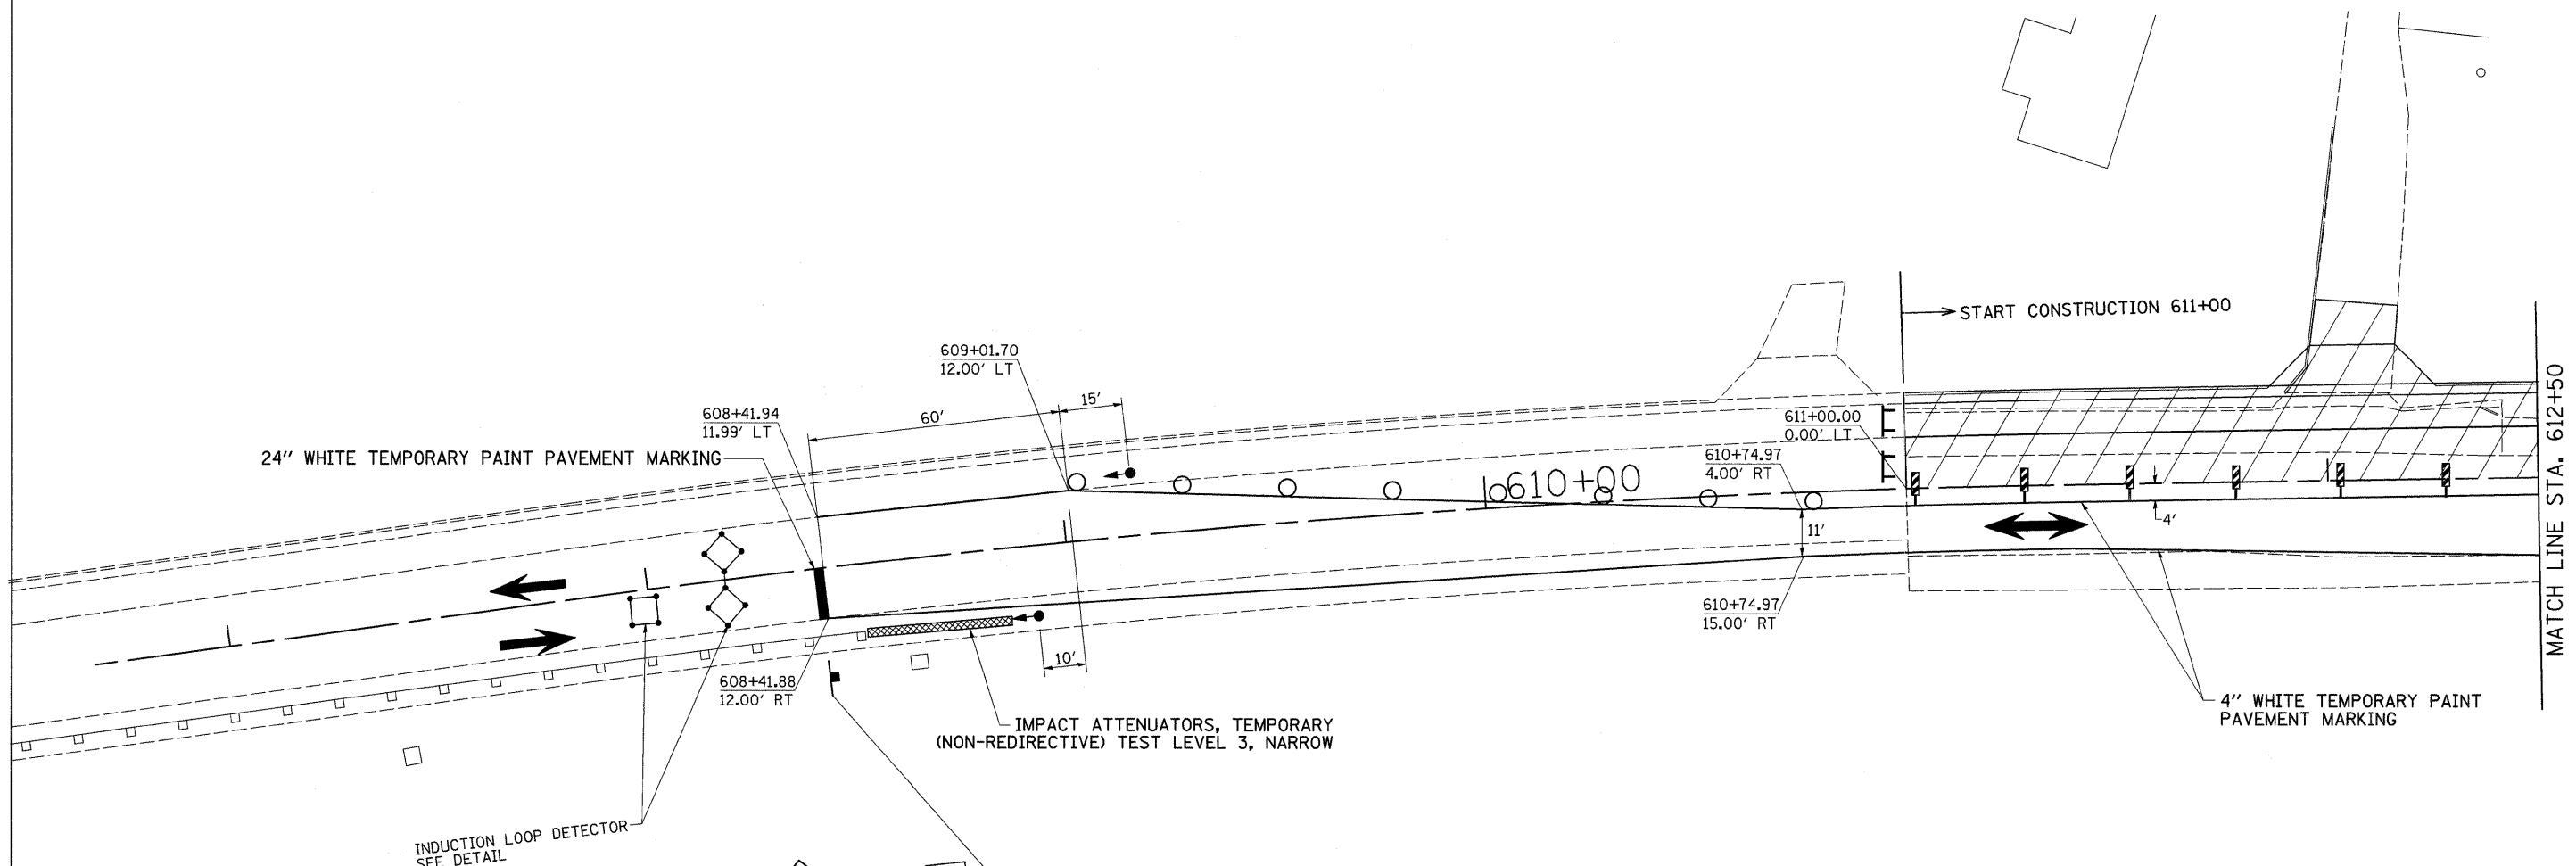 START CONSTRUCTION 611+00
609+01.70
12.00' LT
15'
60'
608+41.94
11.99' LT
611+00.00
0.00' LT
24" WHITE TEMPORARY PAINT PAVEMENT MARKING
610+74.97
4.00' RT
610+00
MATCH LINE STA. 612+50
4'
11'
610+74.97
15.00' RT
10'
608+41.88
12.00' RT
4" WHITE TEMPORARY PAINT
PAVEMENT MARKING
IMPACT ATTENUATORS, TEMPORARY
(NON-REDIRECTIVE) TEST LEVEL 3, NARROW
INDUCTION LOOP DETECTOR
SEE DETAIL